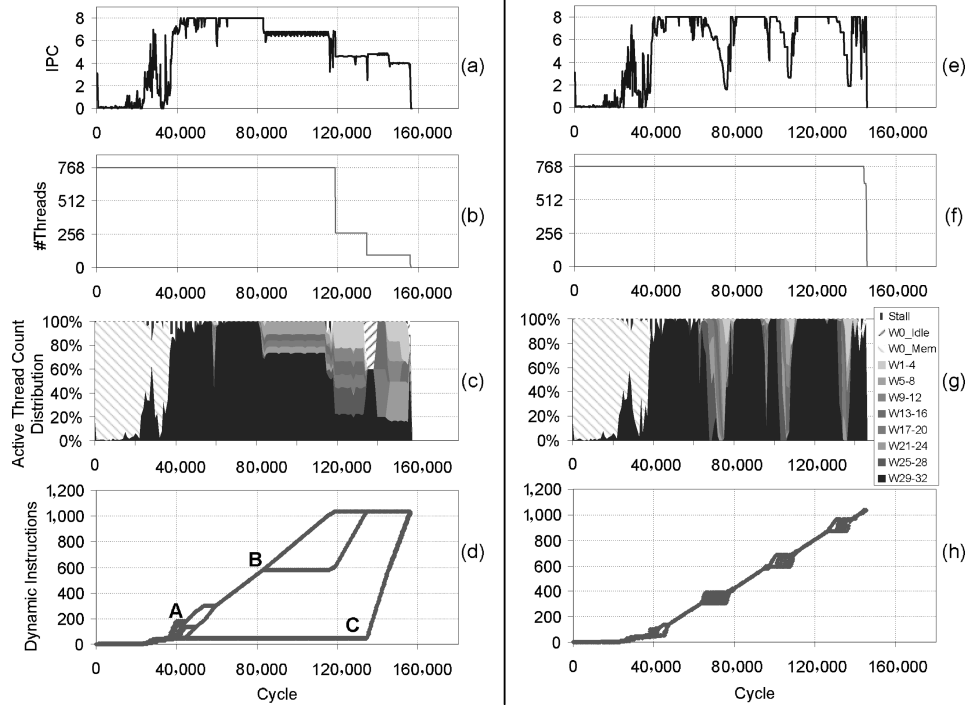 8
6
4
2
0
IPC
(a)
0 40,000 80,000 120,000 160,000
768
512
256
0
#Threads
(b)
0 40,000 80,000 120,000 160,000
100%
80%
60%
40%
20%
0%
Active Thread Count
Distribution
(c)
0 40,000 80,000 120,000 160,000
1,200
1,000
800
600
400
200
0
Dynamic Instructions
A
B
C
(d)
0 40,000 80,000 120,000 160,000
Cycle
8
6
4
2
0
(e)
0 40,000 80,000 120,000 160,000
768
512
256
0
(f)
0 40,000 80,000 120,000 160,000
100%
80%
60%
40%
20%
0%
(g)
Stall
W0_Idle
W0_Mem
W1-4
W5-8
W9-12
W13-16
W17-20
W21-24
W25-28
W29-32
0 40,000 80,000 120,000 160,000
1,200
1,000
800
600
400
200
0
(h)
0 40,000 80,000 120,000 160,000
Cycle